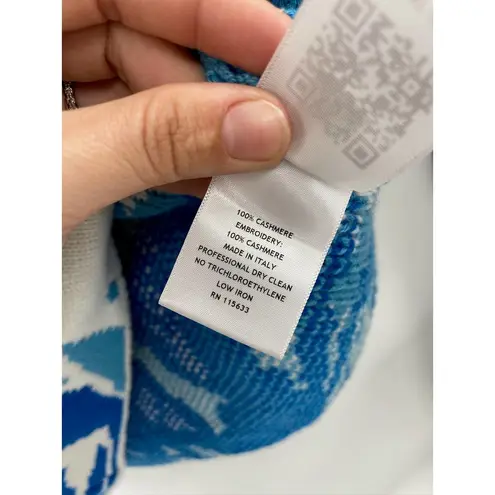 100% CASHMERE
EMBROIDERY:
100% CASHMERE
MADE IN ITALY
PROFESSIONAL DRY CLEAN
NO TRICHLOROETHYLENE
LOW IRON
RN 115633